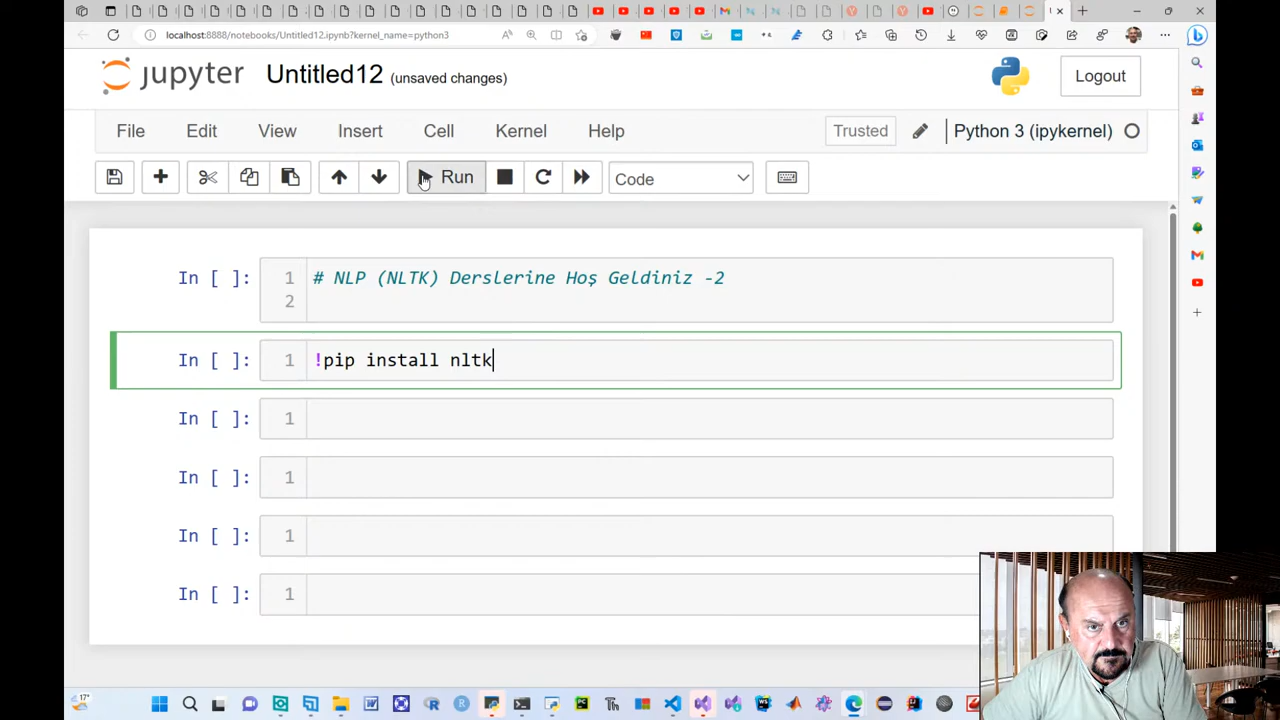 localhost:8888/notebooks/Untitled12.ipynb?kernel_name=python3
jupyter Untitled12 (unsaved changes)
Logout
File Edit View Insert Cell Kernel Help
Trusted Python 3 (ipykernel)
Run Code
In [ ]: 1 # NLP (NLTK) Derslerine Hoş Geldiniz -2
2
In [ ]: 1 !pip install nltk
In [ ]: 1
In [ ]: 1
In [ ]: 1
In [ ]: 1
17°